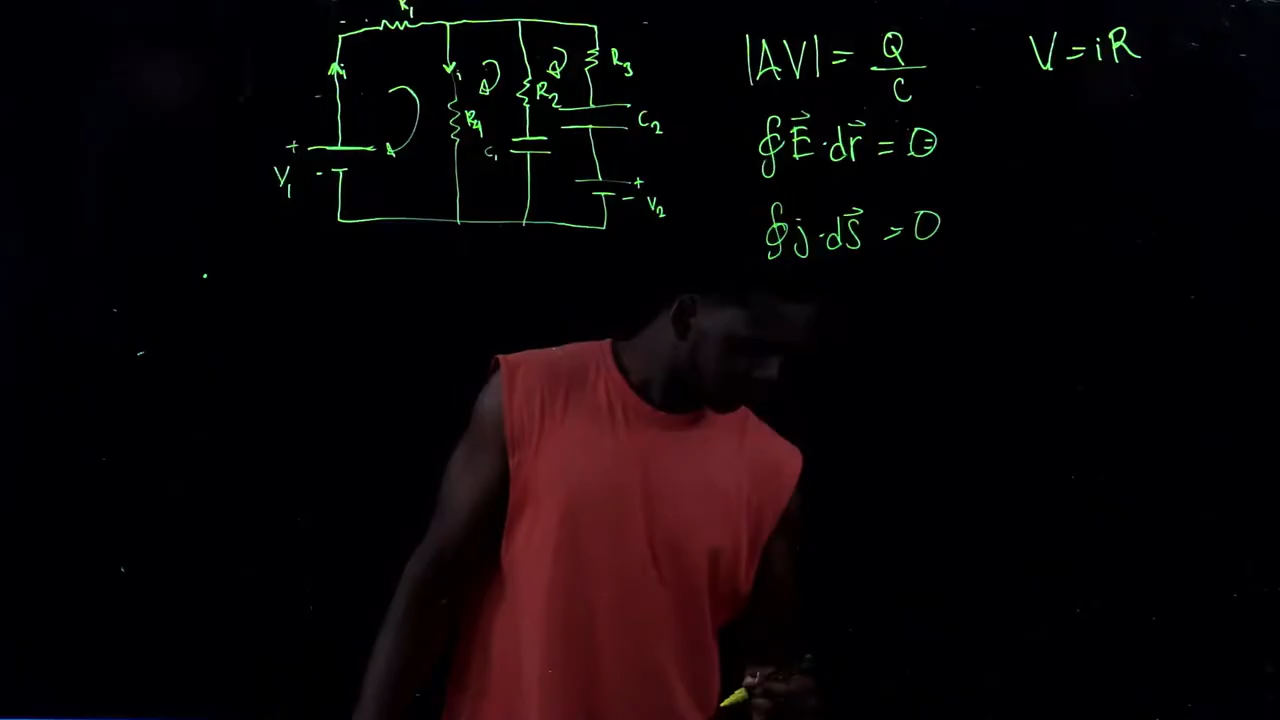 R₁
i
i
R₄
R₂
C₁
R₃
C₂
+
V₁
-
+
- V₂
|ΔV| = Q/C
V = iR
∮E⃗·dr⃗ = 0
∮j·dS⃗ = 0